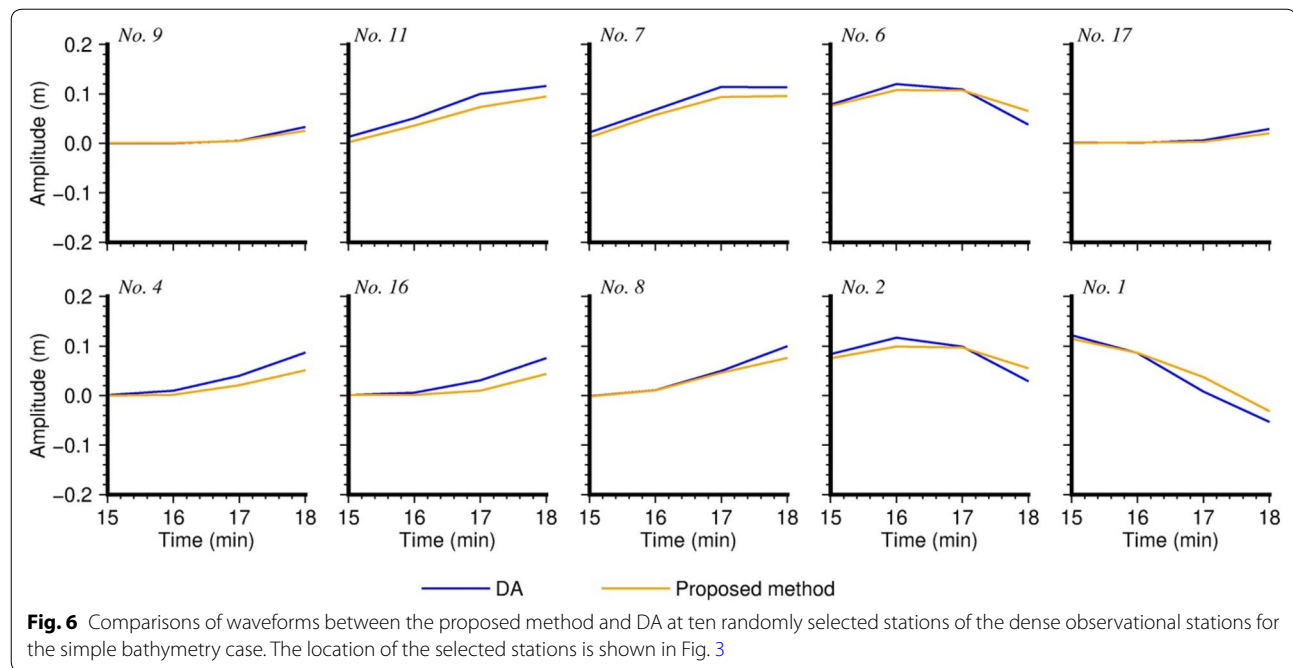 No. 9 No. 11 No. 7 No. 6 No. 17
0.2
0.1
0.0
−0.1
−0.2
Amplitude (m)
No. 4 No. 16 No. 8 No. 2 No. 1
0.2
0.1
0.0
−0.1
−0.2
Amplitude (m)
15 16 17 18 15 16 17 18 15 16 17 18 15 16 17 18 15 16 17 18
Time (min) Time (min) Time (min) Time (min) Time (min)
DA Proposed method
Fig. 6 Comparisons of waveforms between the proposed method and DA at ten randomly selected stations of the dense observational stations for
the simple bathymetry case. The location of the selected stations is shown in Fig. 3